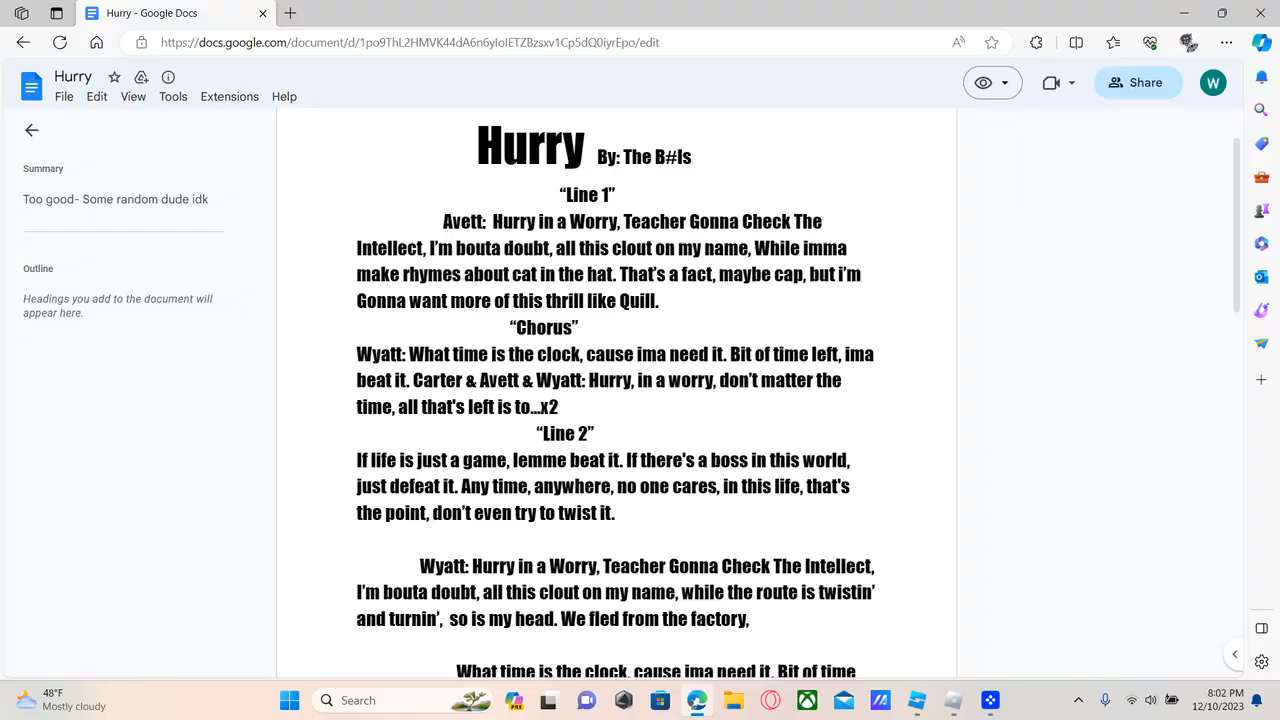 Hurry - Google Docs
https://docs.google.com/document/d/1po9ThL2HMVK44dA6n6yIoIETZBzsxv1Cp5dQ0iyrEpo/edit
Hurry
File Edit View Tools Extensions Help
Share
W
Summary
Too good- Some random dude idk
Outline
Headings you add to the document will
appear here.
Hurry By: The B#ls
“Line 1”
Avett: Hurry in a Worry, Teacher Gonna Check The
Intellect, I’m bouta doubt, all this clout on my name, While imma
make rhymes about cat in the hat. That’s a fact, maybe cap, but i’m
Gonna want more of this thrill like Quill.
“Chorus”
Wyatt: What time is the clock, cause ima need it. Bit of time left, ima
beat it. Carter & Avett & Wyatt: Hurry, in a worry, don’t matter the
time, all that's left is to...x2
“Line 2”
If life is just a game, lemme beat it. If there's a boss in this world,
just defeat it. Any time, anywhere, no one cares, in this life, that's
the point, don’t even try to twist it.
Wyatt: Hurry in a Worry, Teacher Gonna Check The Intellect,
I’m bouta doubt, all this clout on my name, while the route is twistin’
and turnin’, so is my head. We fled from the factory,
What time is the clock, cause ima need it. Bit of time
48°F
Mostly cloudy
Search
PRE
8:02 PM
12/10/2023